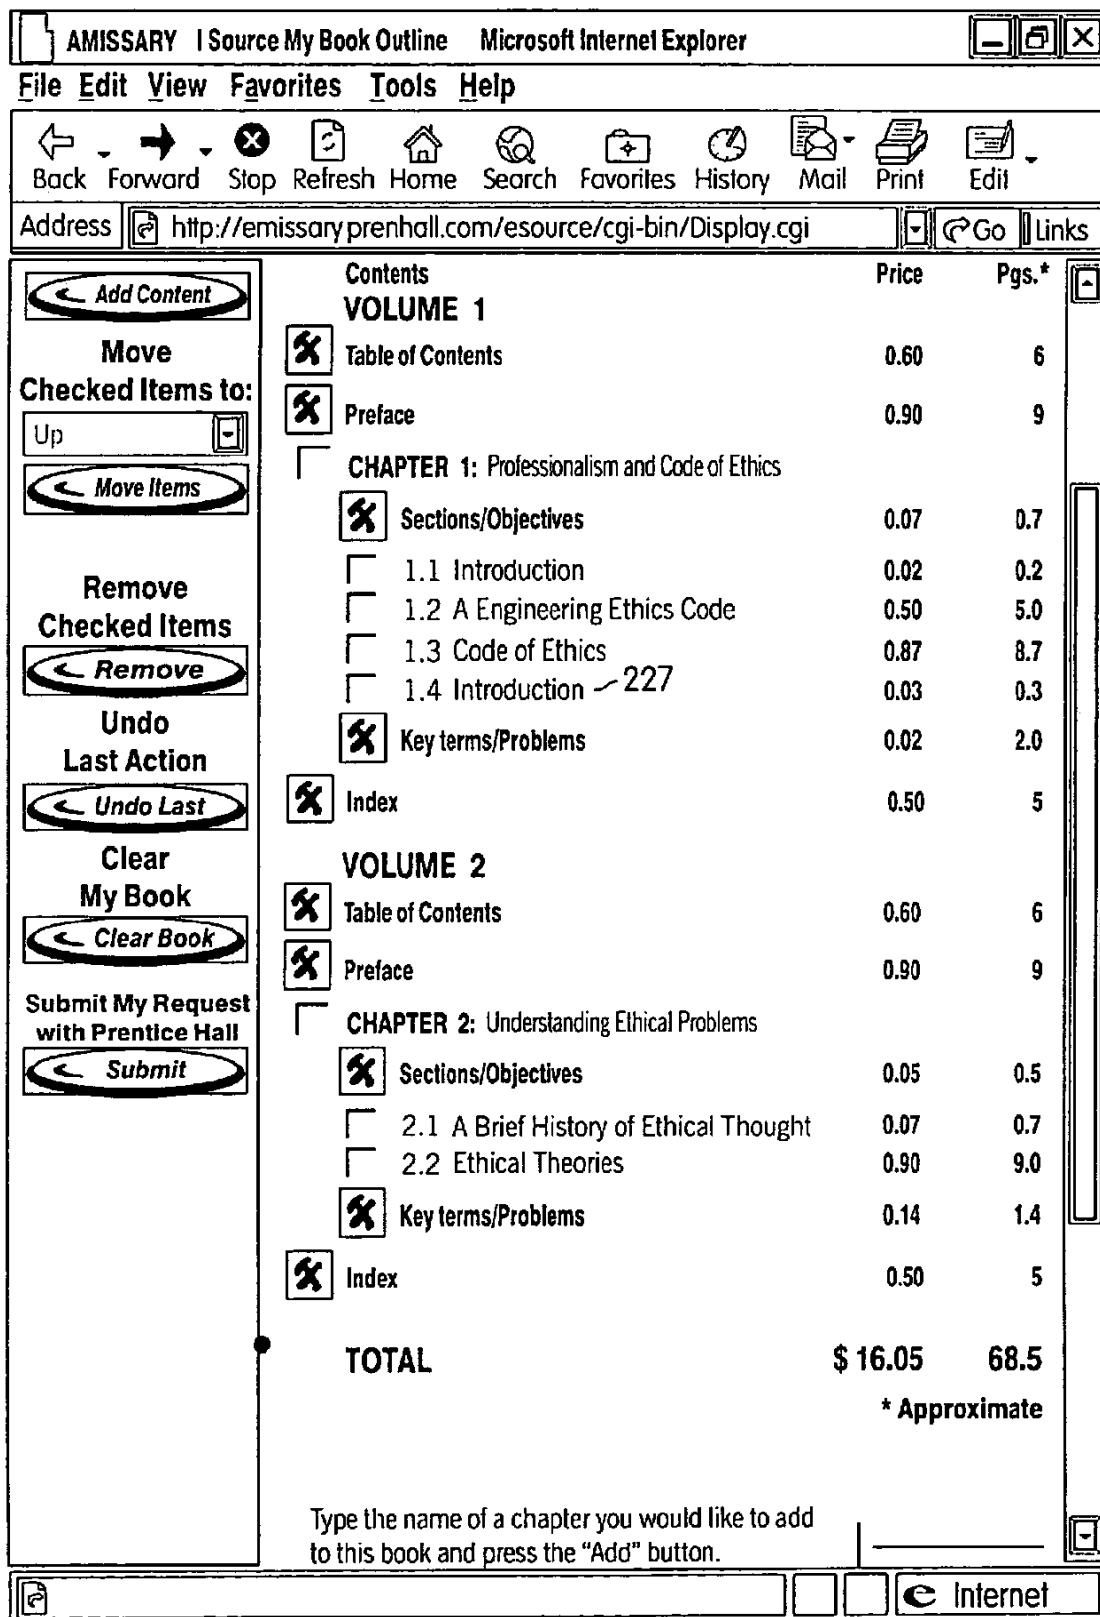 AMISSARY I Source My Book Outline Microsoft Internet Explorer
File Edit View Favorites Tools Help
Back Forward Stop Refresh Home Search Favorites History Mail Print Edit
Address http://emissaryprenhall.com/esource/cgi-bin/Display.cgi Go Links
Add Content
Move
Checked Items to:
Up
Move Items
Remove
Checked Items
Remove
Undo
Last Action
Undo Last
Clear
My Book
Clear Book
Submit My Request
with Prentice Hall
Submit
Contents Price Pgs.*
VOLUME 1
Table of Contents 0.60 6
Preface 0.90 9
CHAPTER 1: Professionalism and Code of Ethics
Sections/Objectives 0.07 0.7
1.1 Introduction 0.02 0.2
1.2 A Engineering Ethics Code 0.50 5.0
1.3 Code of Ethics 0.87 8.7
1.4 Introduction 227 0.03 0.3
Key terms/Problems 0.02 2.0
Index 0.50 5
VOLUME 2
Table of Contents 0.60 6
Preface 0.90 9
CHAPTER 2: Understanding Ethical Problems
Sections/Objectives 0.05 0.5
2.1 A Brief History of Ethical Thought 0.07 0.7
2.2 Ethical Theories 0.90 9.0
Key terms/Problems 0.14 1.4
Index 0.50 5
TOTAL $ 16.05 68.5
* Approximate
Type the name of a chapter you would like to add
to this book and press the “Add” button.
Internet